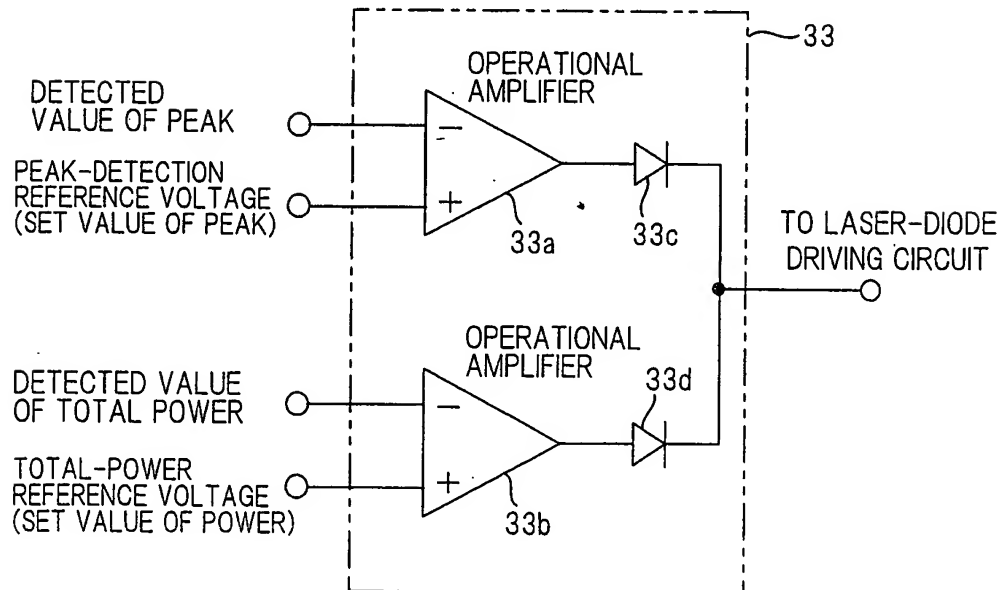 33
OPERATIONAL
AMPLIFIER
DETECTED
VALUE OF PEAK
−
PEAK-DETECTION
REFERENCE VOLTAGE
(SET VALUE OF PEAK)
+
33a
33c
TO LASER-DIODE
DRIVING CIRCUIT
OPERATIONAL
AMPLIFIER
DETECTED VALUE
OF TOTAL POWER
−
33d
TOTAL-POWER
REFERENCE VOLTAGE
(SET VALUE OF POWER)
+
33b